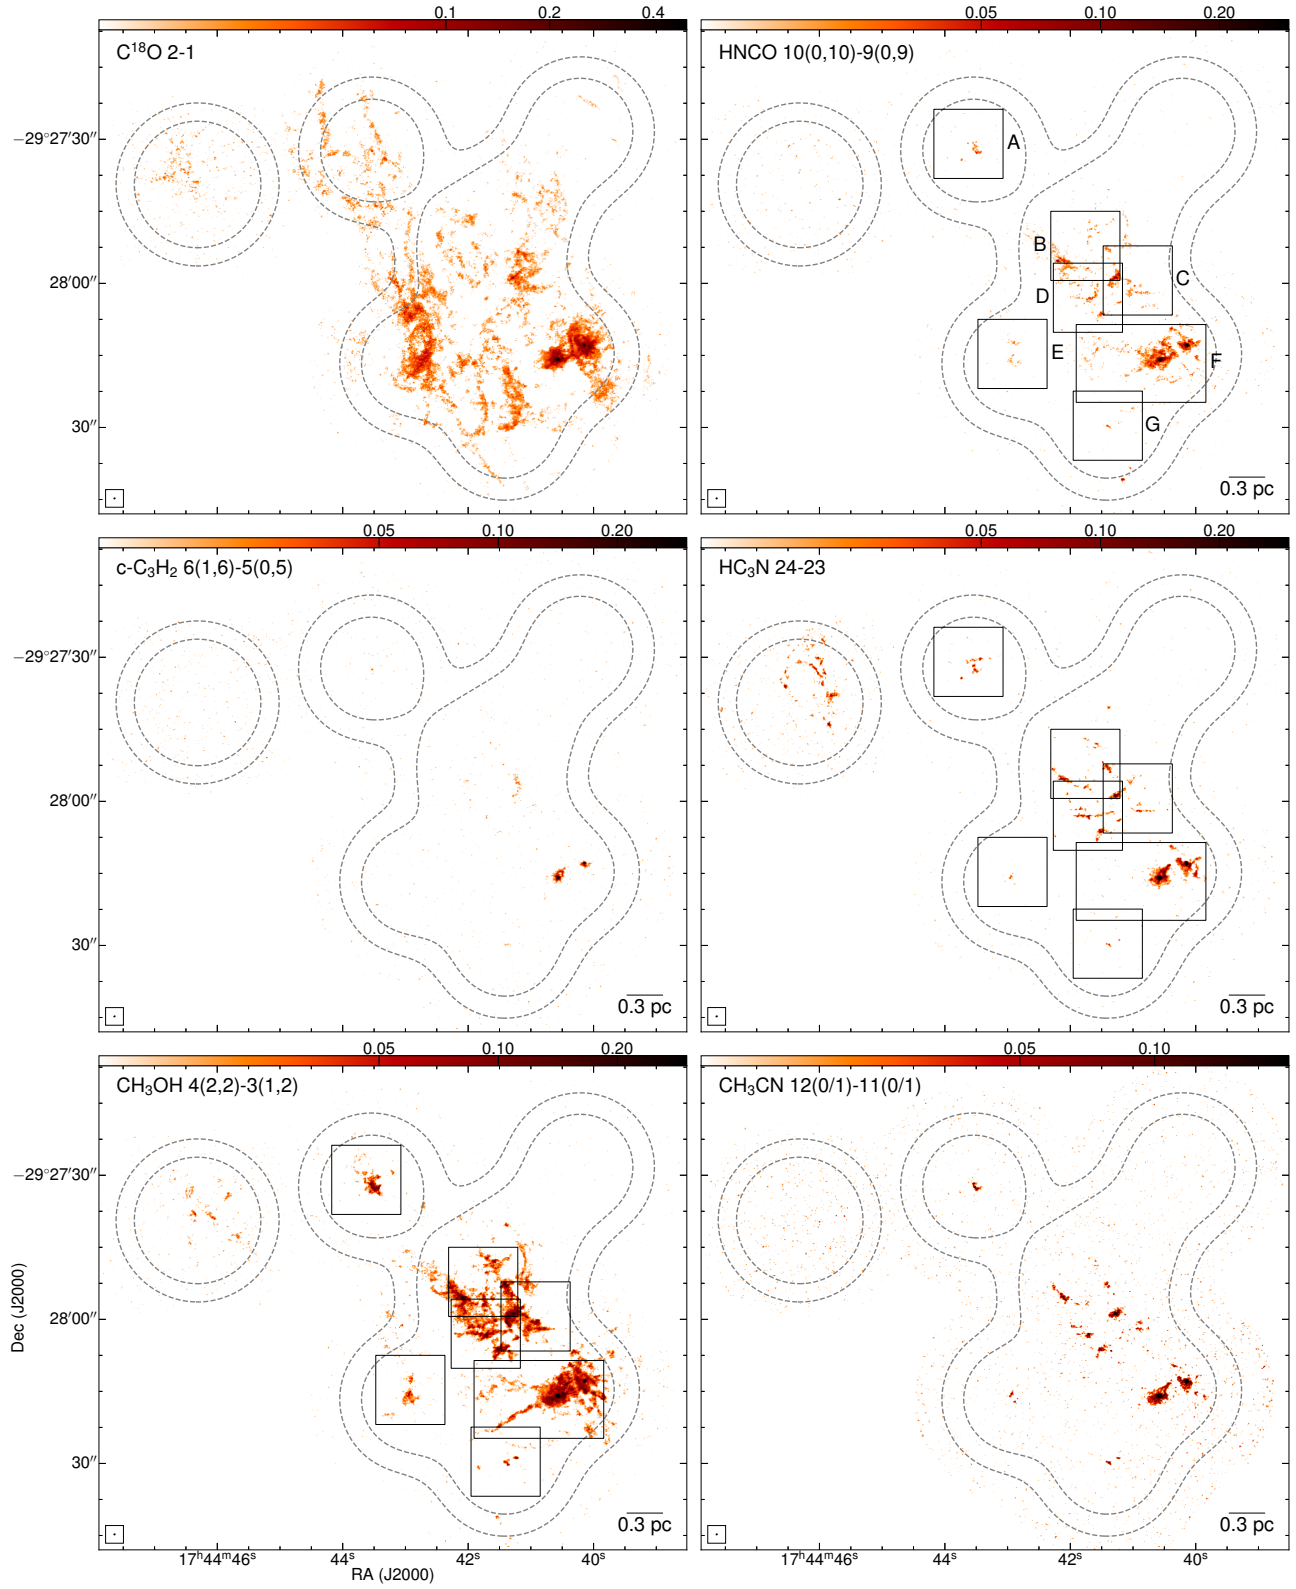 0.1 0.2 0.4
C¹⁸O 2-1
−29°27′30″
28′00″
30″
0.05 0.10 0.20
HNCO 10(0,10)-9(0,9)
A
B
C
D
E
F
G
0.3 pc
0.05 0.10 0.20
c-C₃H₂ 6(1,6)-5(0,5)
−29°27′30″
28′00″
30″
0.3 pc
0.05 0.10 0.20
HC₃N 24-23
0.3 pc
0.05 0.10 0.20
CH₃OH 4(2,2)-3(1,2)
−29°27′30″
28′00″
30″
Dec (J2000)
0.3 pc
17ʰ44ᵐ46ˢ 44ˢ 42ˢ 40ˢ
RA (J2000)
0.05 0.10
CH₃CN 12(0/1)-11(0/1)
0.3 pc
17ʰ44ᵐ46ˢ 44ˢ 42ˢ 40ˢ